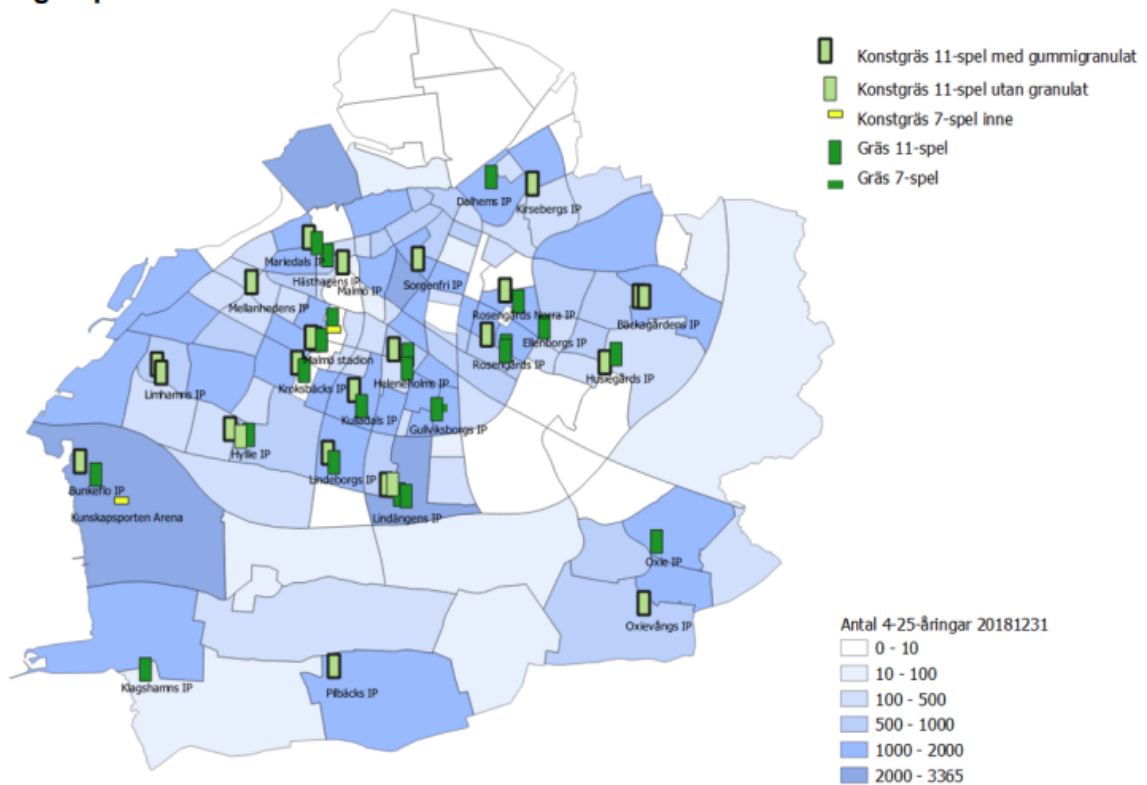 Konstgräs 11-spel med gummigranulat
Konstgräs 11-spel utan granulat
Konstgräs 7-spel inne
Gräs 11-spel
Gräs 7-spel
Dalhems IP
Kirsebergs IP
Mariedals IP
Hästhagens IP
Malmö IP
Sorgenfri IP
Mellanhedens IP
Rosengårds Norra IP
Bäckagårdens IP
Ellenborgs IP
Malmö stadion
Rosengårds IP
Husiegårds IP
Limhamns IP
Kroksbäcks IP
Heleneholms IP
Kulladals IP
Gullviksborgs IP
Hyllie IP
Lindeborgs IP
Bunkeflo IP
Kunskapsporten Arena
Lindängens IP
Oxie IP
Oxievångs IP
Klagshamns IP
Pilbäcks IP
Antal 4-25-åringar 20181231
0 - 10
10 - 100
100 - 500
500 - 1000
1000 - 2000
2000 - 3365